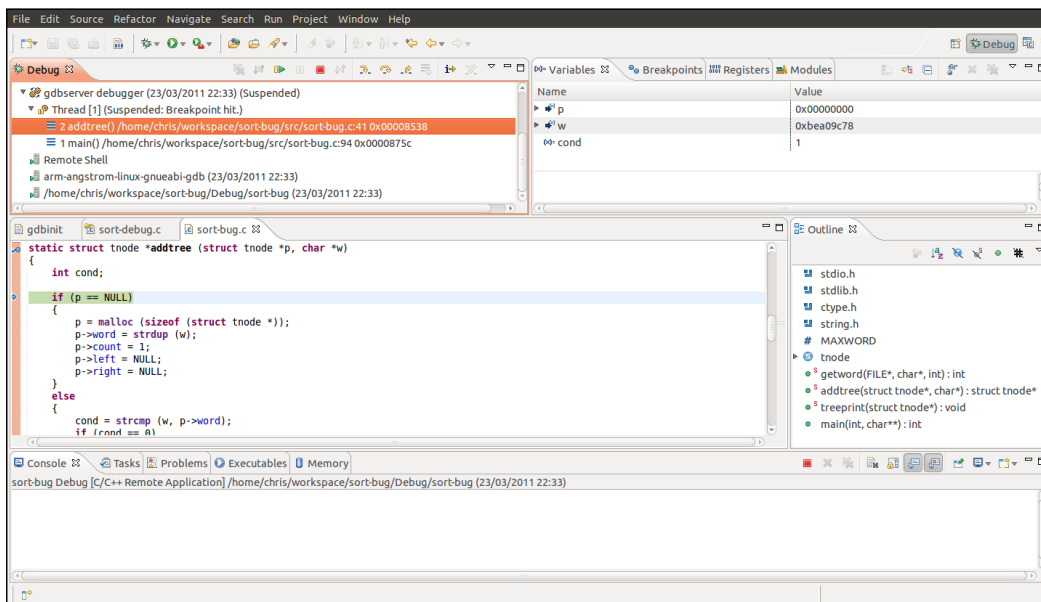 File Edit Source Refactor Navigate Search Run Project Window Help
Debug
Debug
gdbserver debugger (23/03/2011 22:33) (Suspended)
Thread [1] (Suspended: Breakpoint hit.)
2 addtree() /home/chris/workspace/sort-bug/src/sort-bug.c:41 0x00008538
1 main() /home/chris/workspace/sort-bug/src/sort-bug.c:94 0x0000875c
Remote Shell
arm-angstrom-linux-gnueabi-gdb (23/03/2011 22:33)
/home/chris/workspace/sort-bug/Debug/sort-bug (23/03/2011 22:33)
(x)= Variables Breakpoints Registers Modules
Name Value
p 0x00000000
w 0xbea09c78
(x)= cond 1
gdbinit sort-debug.c sort-bug.c
static struct tnode *addtree (struct tnode *p, char *w)
{
int cond;
if (p == NULL)
{
p = malloc (sizeof (struct tnode *));
p->word = strdup (w);
p->count = 1;
p->left = NULL;
p->right = NULL;
}
else
{
cond = strcmp (w, p->word);
if (cond == 0)
Outline
stdio.h
stdlib.h
ctype.h
string.h
# MAXWORD
S tnode
S getword(FILE*, char*, int) : int
S addtree(struct tnode*, char*) : struct tnode*
S treeprint(struct tnode*) : void
main(int, char**) : int
Console Tasks Problems Executables Memory
sort-bug Debug [C/C++ Remote Application] /home/chris/workspace/sort-bug/Debug/sort-bug (23/03/2011 22:33)